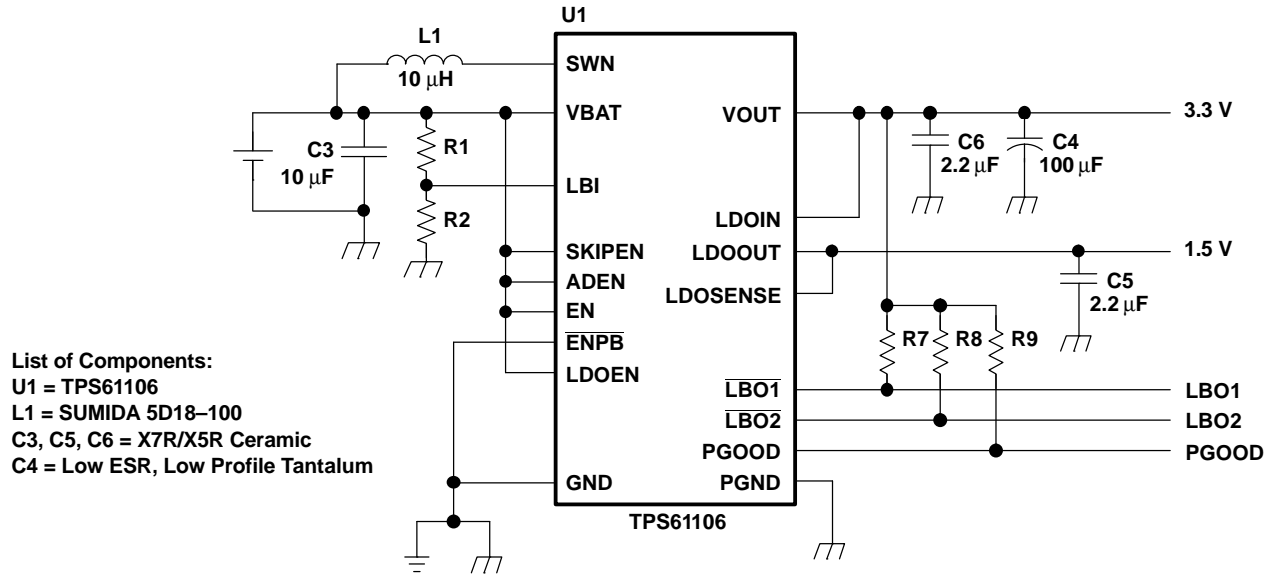 U1
L1
10 μH
SWN
VBAT
VOUT
3.3 V
C3
10 μF
R1
C6
2.2 μF
C4
100 μF
LBI
R2
LDOIN
SKIPEN
LDOOUT
1.5 V
ADEN
LDOSENSE
C5
2.2 μF
EN
ENPB
R7
R8
R9
LDOEN
LBO1
LBO1
LBO2
LBO2
PGOOD
PGOOD
GND
PGND
TPS61106
List of Components:
U1 = TPS61106
L1 = SUMIDA 5D18–100
C3, C5, C6 = X7R/X5R Ceramic
C4 = Low ESR, Low Profile Tantalum